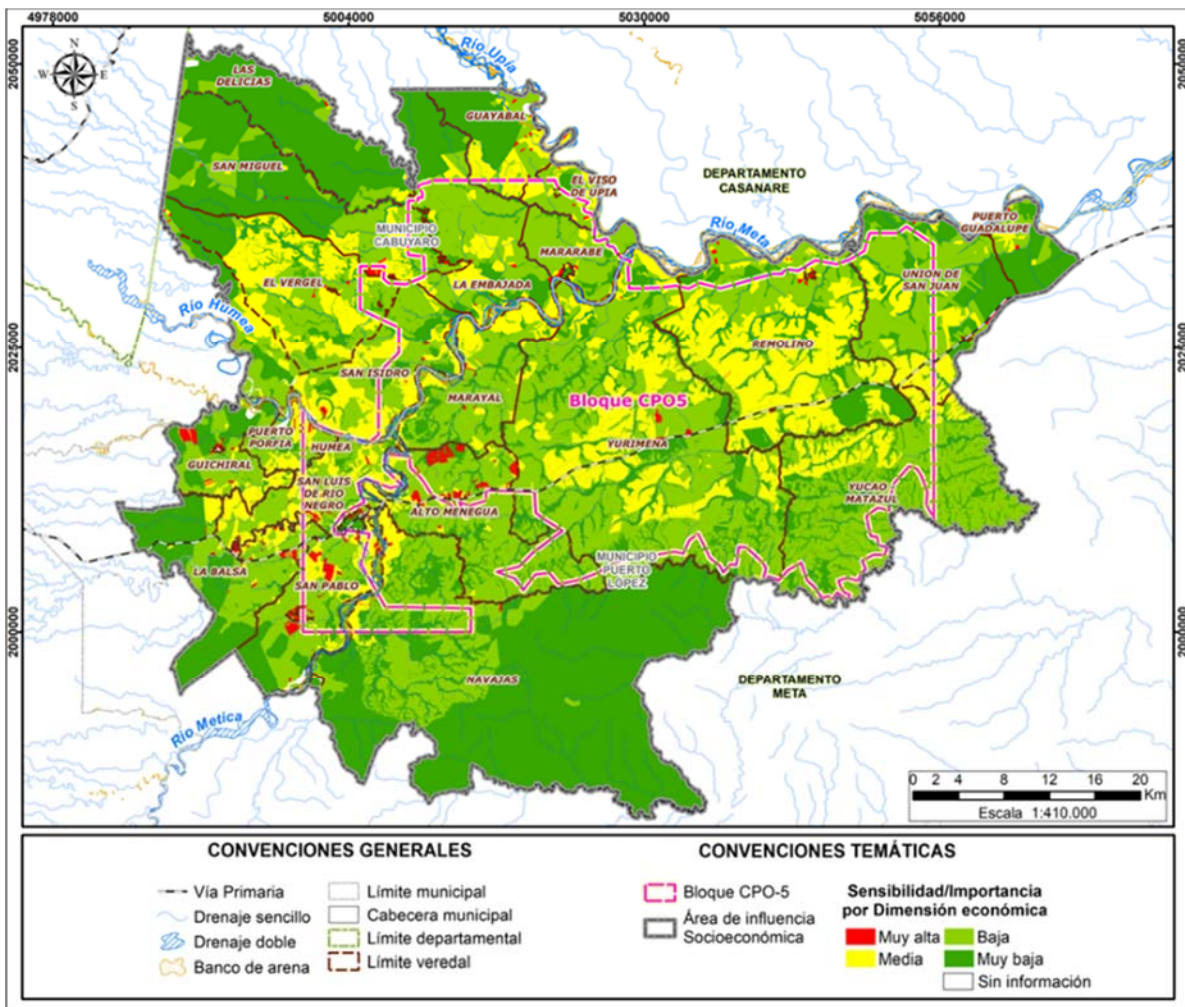 4978000 5004000 5030000 5056000
2050000
2050000
2025000
2025000
2000000
2000000
N
W E
S
LAS
DELICIAS
Río Upía
GUAYABAL
SAN MIGUEL
EL VISO
DE UPIA
DEPARTAMENTO
CASANARE
PUERTO
GUADALUPE
MUNICIPIO
CABUYARO
Río Meta
MARARABE
EL VERGEL
LA EMBAJADA
UNION DE
SAN JUAN
Río Humea
SAN ISIDRO
REMOLINO
MARAYAL
Bloque CPO5
PUERTO
PORFIA
HUMEA
YURIMENA
GUICHIRAL
SAN LUIS
DE RIO
NEGRO
YUCAO
MATAZUL
ALTO MENEGUA
MUNICIPIO
PUERTO
LOPEZ
LA BALSA
SAN PABLO
NAVAJAS
DEPARTAMENTO
META
Río Metica
0 2 4 8 12 16 20
Km
Escala 1:410.000
CONVENCIONES GENERALES
Vía Primaria
Drenaje sencillo
Drenaje doble
Banco de arena
Límite municipal
Cabecera municipal
Límite departamental
Límite veredal
CONVENCIONES TEMÁTICAS
Bloque CPO-5
Área de influencia
Socioeconómica
Sensibilidad/Importancia
por Dimensión económica
Muy alta
Media
Baja
Muy baja
Sin información